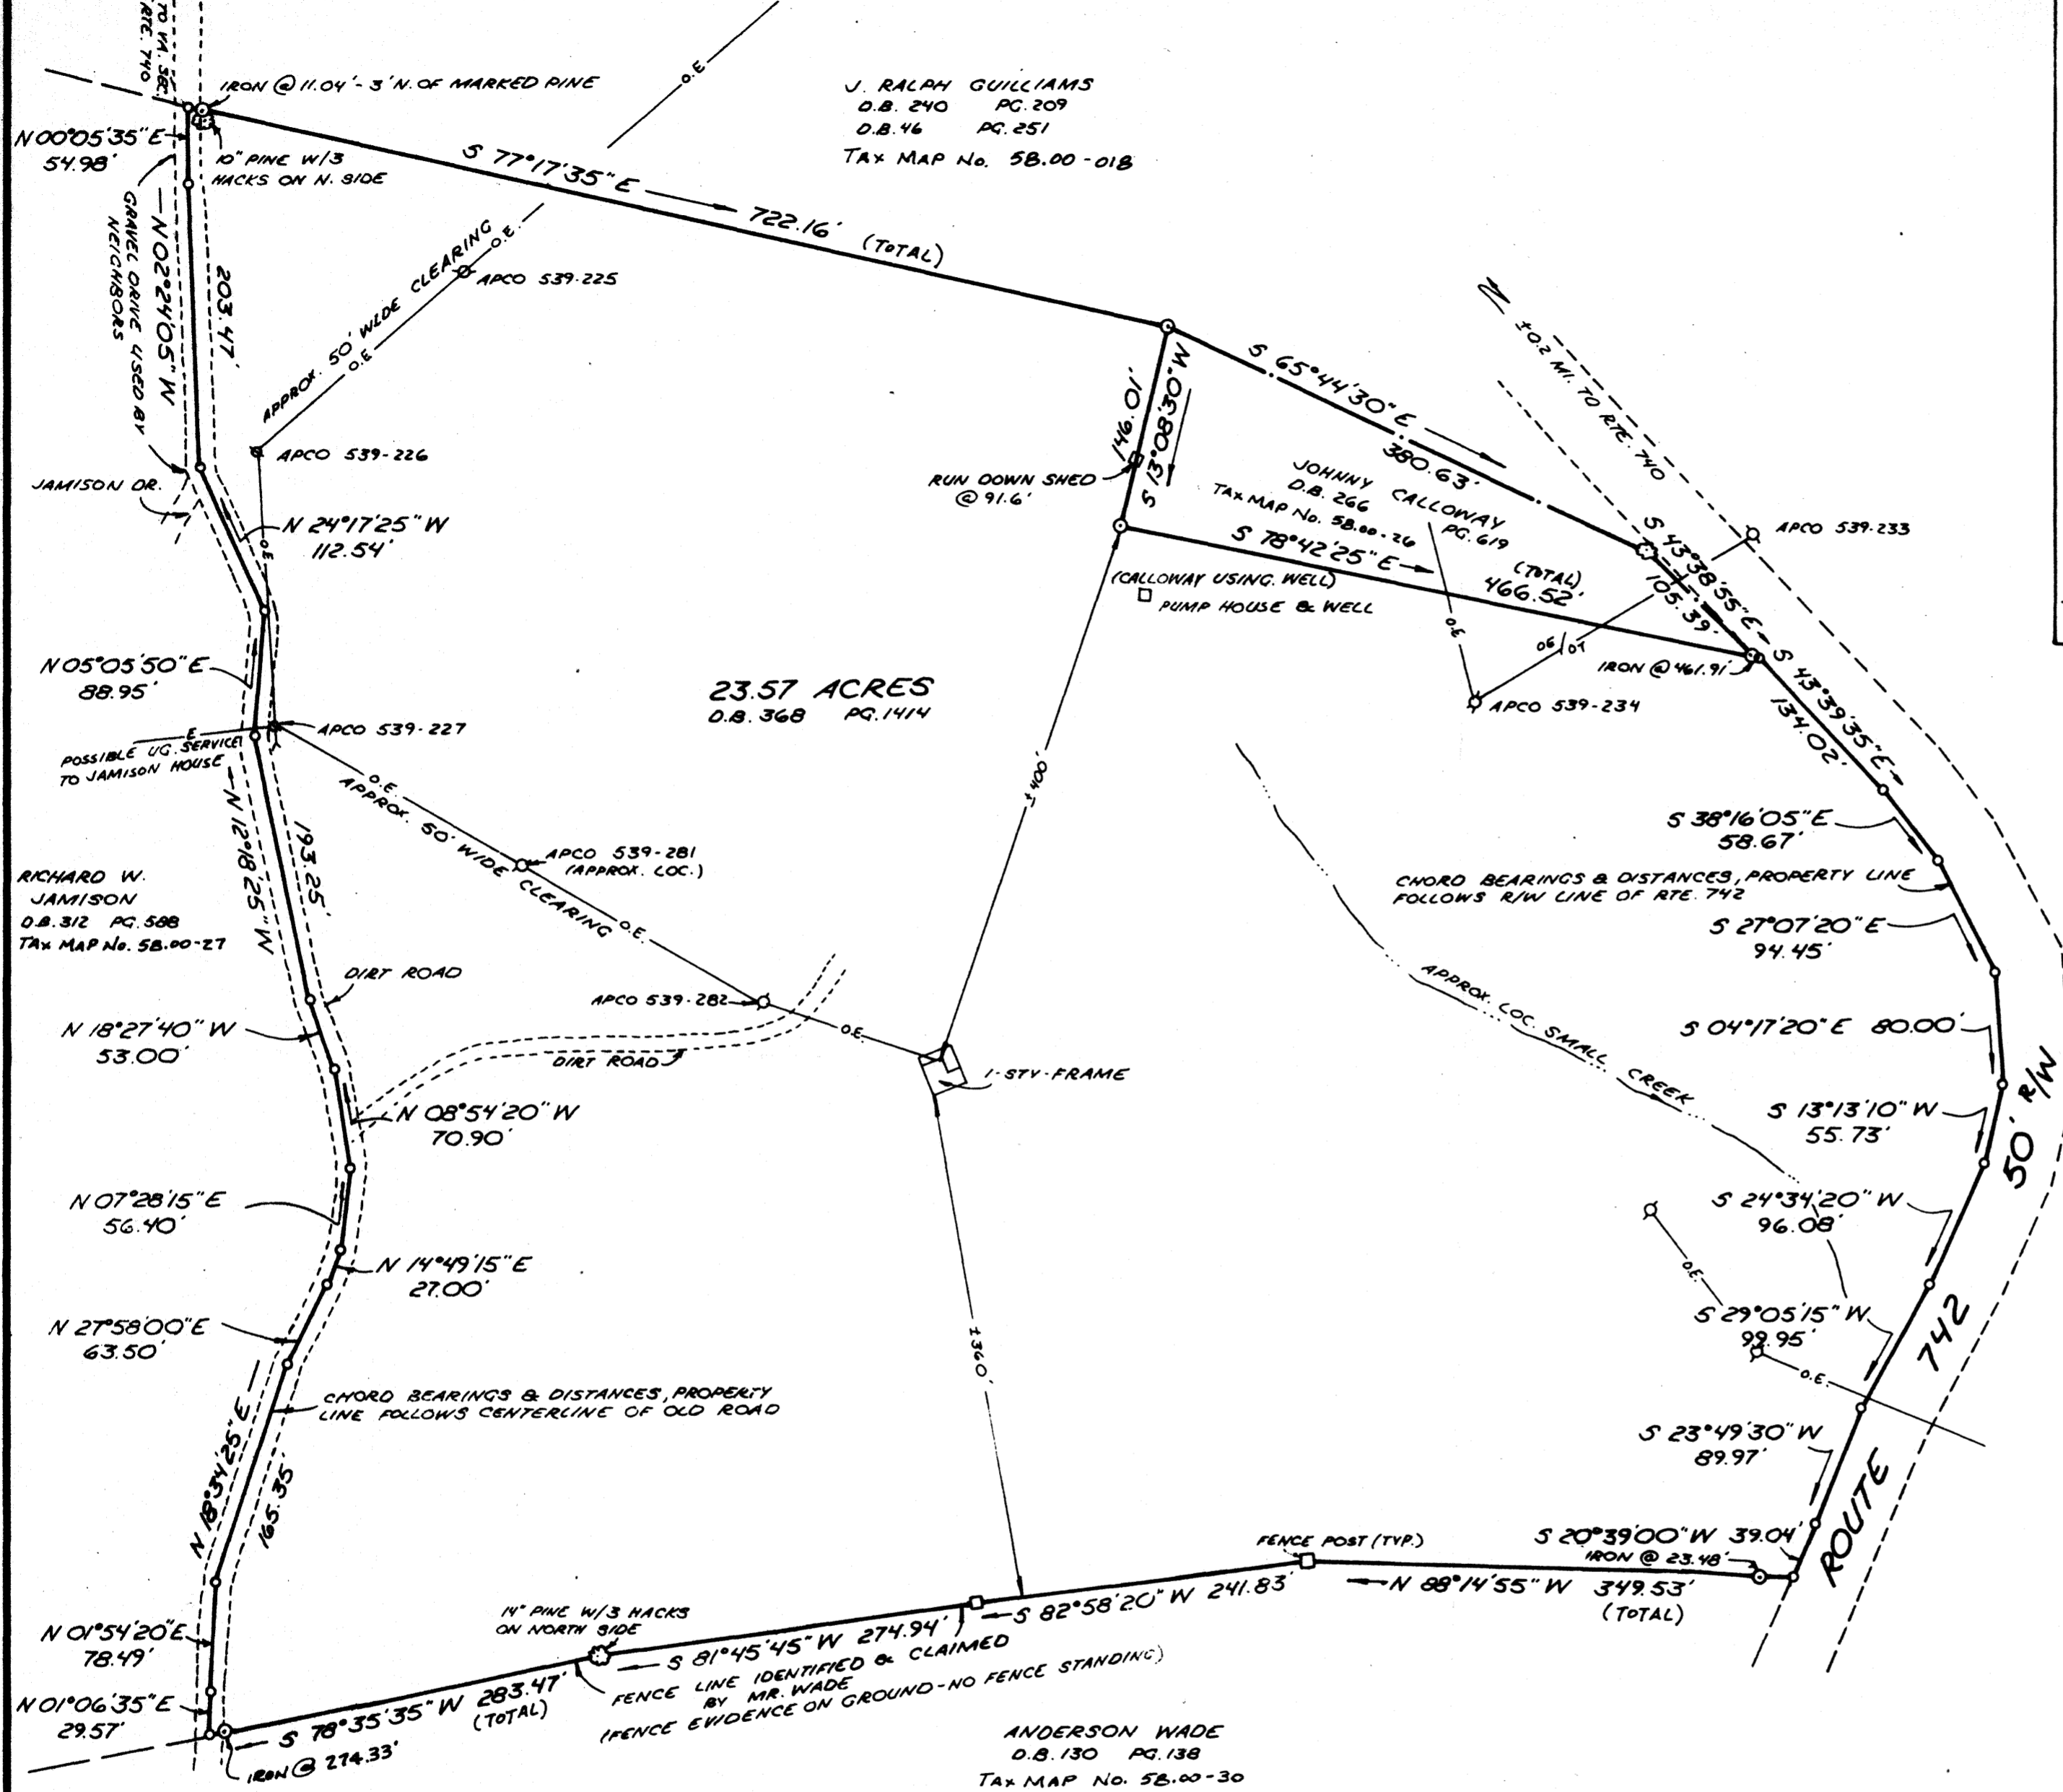 TO VA. SEC.
RTE. 740
IRON @ 11.04' - 3' N. OF MARKED PINE
N 00°05'35" E
54.98'
10" PINE W/3
HACKS ON N. SIDE
J. RALPH GUILLIAMS
D.B. 240 PG. 209
D.B. 46 PG. 251
TAX MAP No. 58.00-018
O.E.
S 77°17'35" E
722.16' (TOTAL)
N 02°24'05" W
203.47'
GRAVEL DRIVE USED BY
NEIGHBORS
APPROX. 50' WIDE CLEARING
O.E.
O.E.
APCO 539-225
APCO 539-226
JAMISON DR.
N 24°17'25" W
112.54'
O.E.
146.01'
S 13°08'30" W
RUN DOWN SHED
@ 91.6'
S 65°44'30" E
380.63'
JOHNNY CALLOWAY
D.B. 266 PG. 619
TAX MAP No. 58.00-26
S 78°42'25" E
(TOTAL)
466.52'
(CALLOWAY USING WELL)
PUMP HOUSE & WELL
±0.2 MI. TO RTE. 740
APCO 539-233
S 43°38'55" E
105.39'
O.E.
OE/OT
IRON @ 461.91'
APCO 539-234
S 43°39'35" E
134.02'
N 05°05'50" E
88.95'
23.57 ACRES
D.B. 368 PG. 1414
APCO 539-227
E
POSSIBLE UG. SERVICE
TO JAMISON HOUSE
O.E.
APPROX. 50' WIDE CLEARING
±400'
N 12°18'25" W
193.25'
APCO 539-281
(APPROX. LOC.)
O.E.
S 38°16'05" E
58.67'
CHORD BEARINGS & DISTANCES, PROPERTY LINE
FOLLOWS R/W LINE OF RTE. 742
S 27°07'20" E
94.45'
RICHARD W.
JAMISON
D.B. 312 PG. 588
TAX MAP No. 58.00-27
DIRT ROAD
APCO 539-282
O.E.
APPROX. LOC. SMALL CREEK
S 04°17'20" E 80.00'
N 18°27'40" W
53.00'
DIRT ROAD
1-STY-FRAME
N 08°54'20" W
70.90'
S 13°13'10" W
55.73'
50' R/W
N 07°28'15" E
56.40'
S 24°34'20" W
96.08'
N 14°49'15" E
27.00'
O.E.
N 27°58'00" E
63.50'
±360'
S 29°05'15" W
99.95'
O.E.
ROUTE 742
CHORD BEARINGS & DISTANCES, PROPERTY
LINE FOLLOWS CENTERLINE OF OLD ROAD
N 18°34'25" E
165.35'
S 23°49'30" W
89.97'
FENCE POST (TYP.)
S 20°39'00" W 39.04'
IRON @ 23.48'
N 88°14'55" W 349.53'
(TOTAL)
14" PINE W/3 HACKS
ON NORTH SIDE
S 82°58'20" W 241.83'
S 81°45'45" W 274.94'
N 01°54'20" E
78.49'
FENCE LINE IDENTIFIED & CLAIMED
BY MR. WADE
(FENCE EVIDENCE ON GROUND-NO FENCE STANDING)
N 01°06'35" E
29.57'
S 78°35'35" W 283.47'
(TOTAL)
IRON @ 274.33'
ANDERSON WADE
D.B. 130 PG. 138
TAX MAP No. 58.00-30